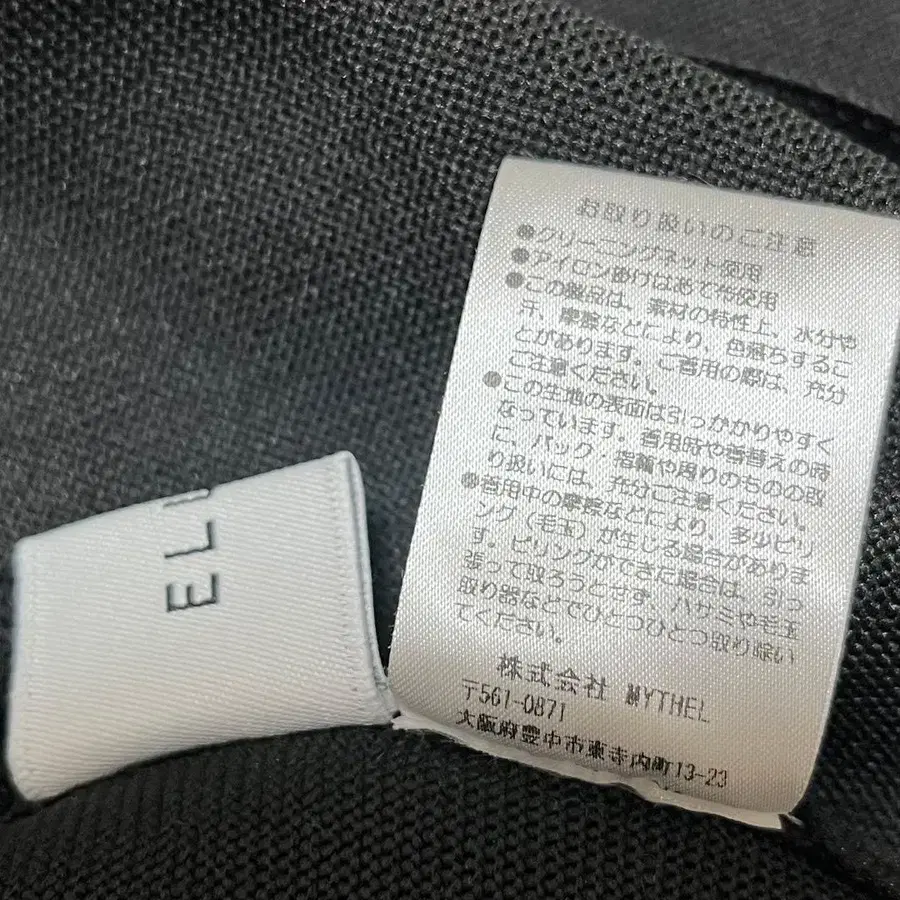 お取り扱いのご注意
●クリーニングネット使用
●アイロン掛けはあて布使用
●この製品は、素材の特性上、水分や
汗、摩擦などにより、色落ちするこ
とがあります。ご着用の際は、充分
ご注意ください。
●この生地の表面は引っかかりやすく
なっています。着用時や着替えの時
に、バック・指輪や周りのものの取
り扱いには、充分ご注意ください。
●着用中の摩擦などにより、多少ピリ
ング（毛玉）が生じる場合がありま
す。ピリングができた場合は、引っ
張って取ろうとせず、ハサミや毛玉
取り器などでひとつひとつ取り除い
てください。
株式会社 MYTHEL
〒561-0871
大阪府豊中市東寺内町13-23
EL